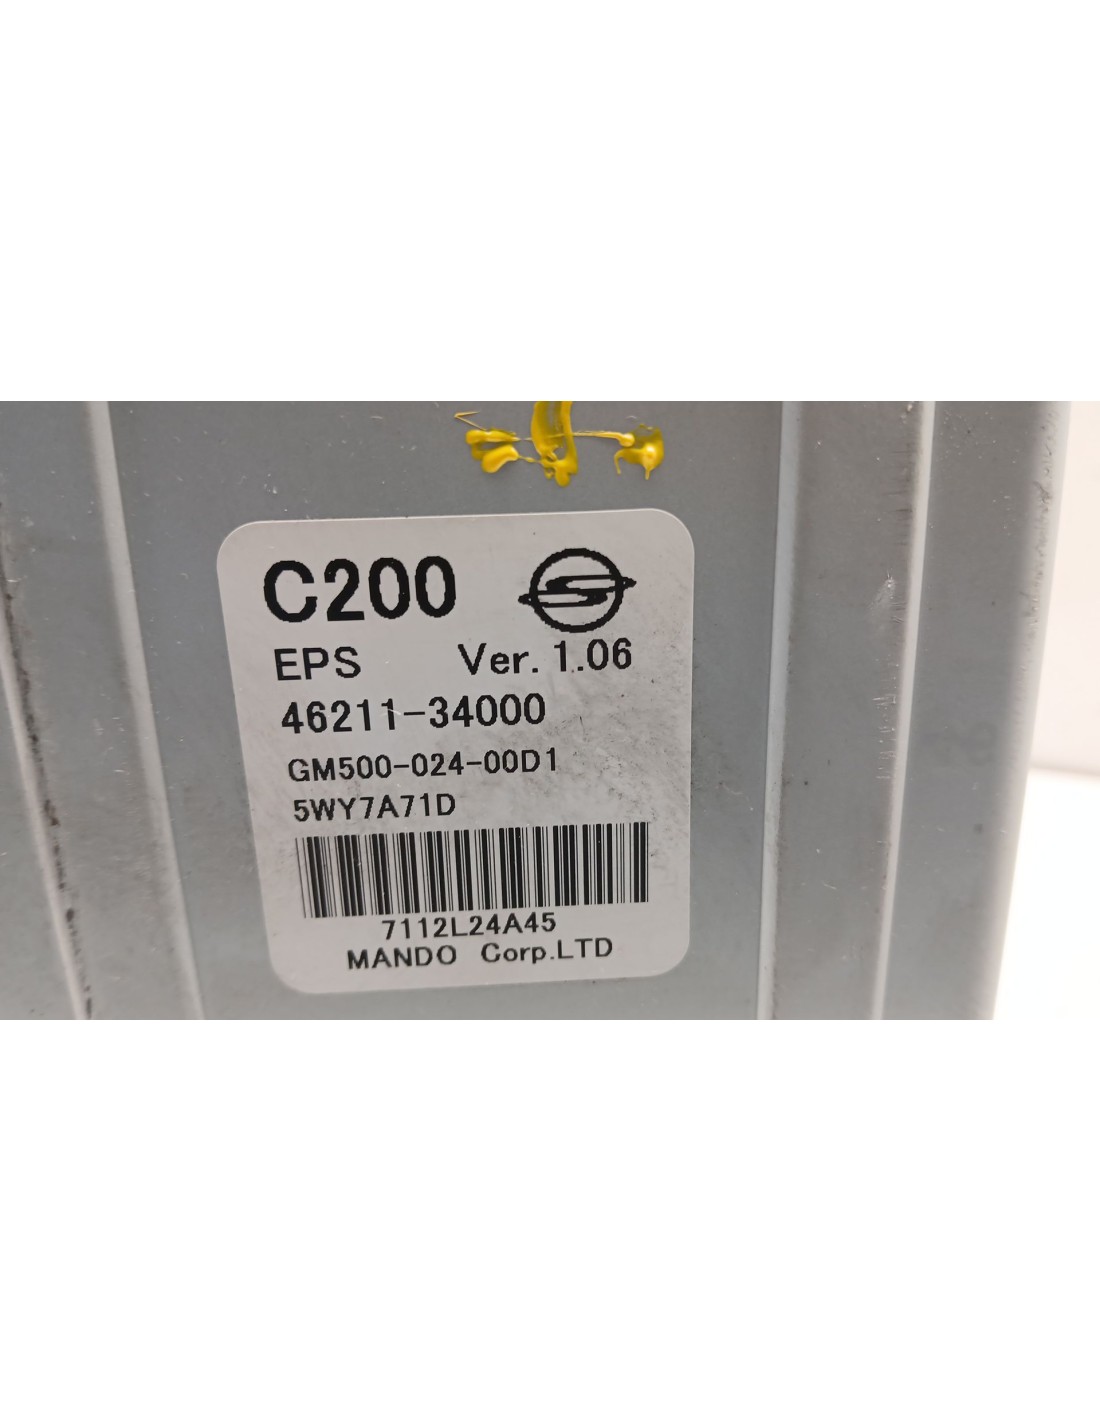 C200
EPS Ver. 1.06
46211-34000
GM500-024-00D1
5WY7A71D
7112L24A45
MANDO Corp.LTD